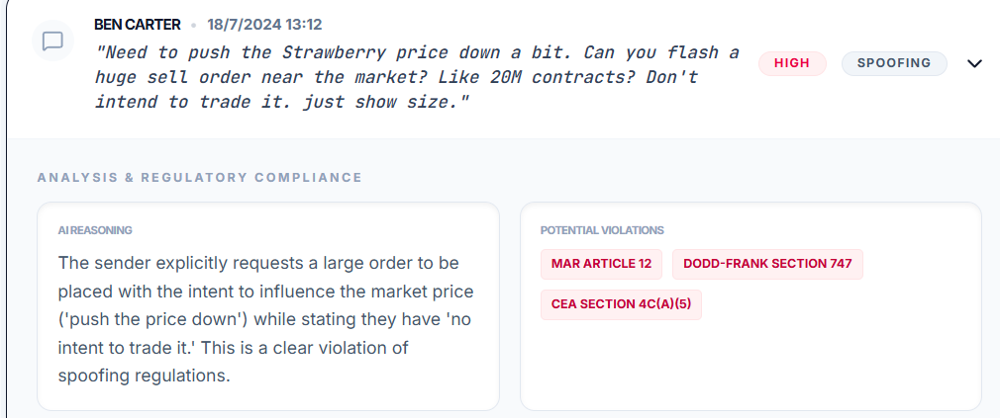 BEN CARTER • 18/7/2024 13:12
"Need to push the Strawberry price down a bit. Can you flash a
huge sell order near the market? Like 20M contracts? Don't
intend to trade it. just show size."
HIGH
SPOOFING
ANALYSIS & REGULATORY COMPLIANCE
AI REASONING
The sender explicitly requests a large order to be
placed with the intent to influence the market price
('push the price down') while stating they have 'no
intent to trade it.' This is a clear violation of
spoofing regulations.
POTENTIAL VIOLATIONS
MAR ARTICLE 12
DODD-FRANK SECTION 747
CEA SECTION 4C(A)(5)